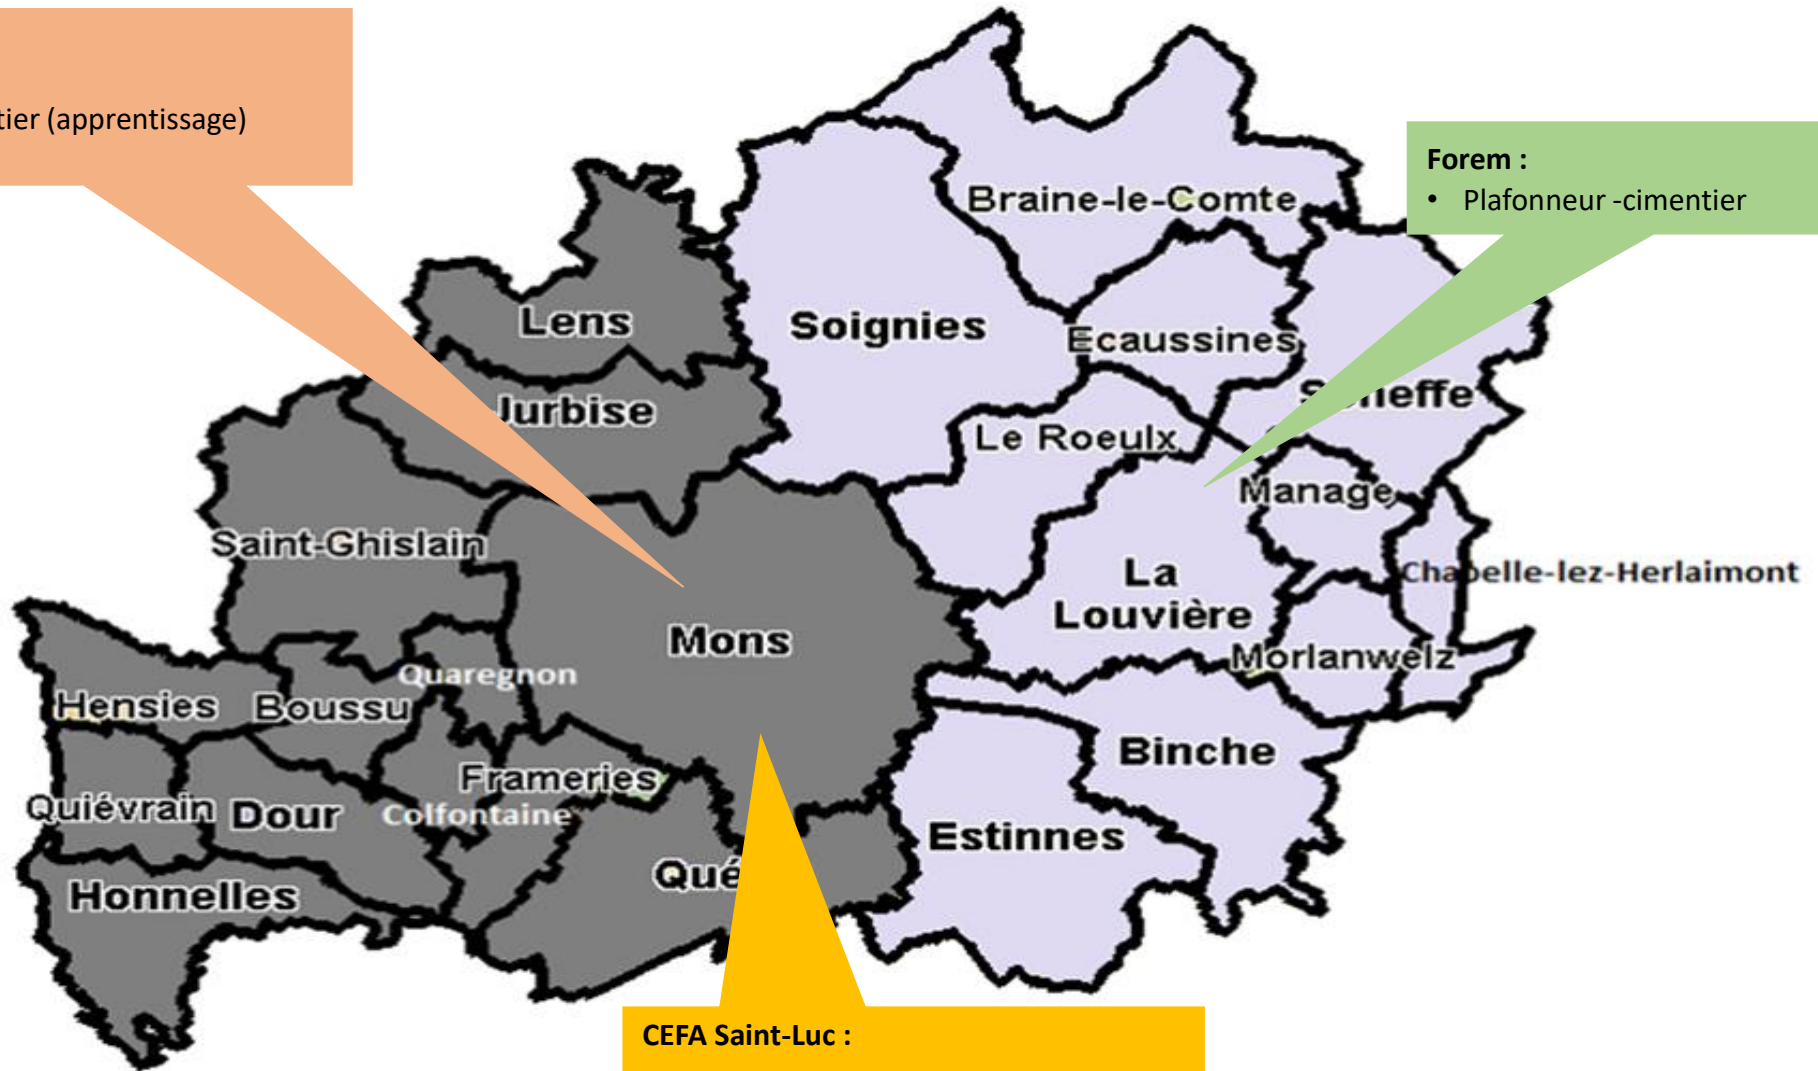 (apprentissage)
Forem :
• Plafonneur -cimentier
Braine-le-Comte
Lens
Soignies
Ecaussines
Jurbise
Le Roeulx
Manage
Saint-Ghislain
Chapelle-lez-Herlaimont
La
Louvière
Mons
Morlanwelz
Quaregnon
Hensies
Boussu
Binche
Frameries
Quiévrain
Dour
Colfontaine
Estinnes
Qué
Honnelles
CEFA Saint-Luc :